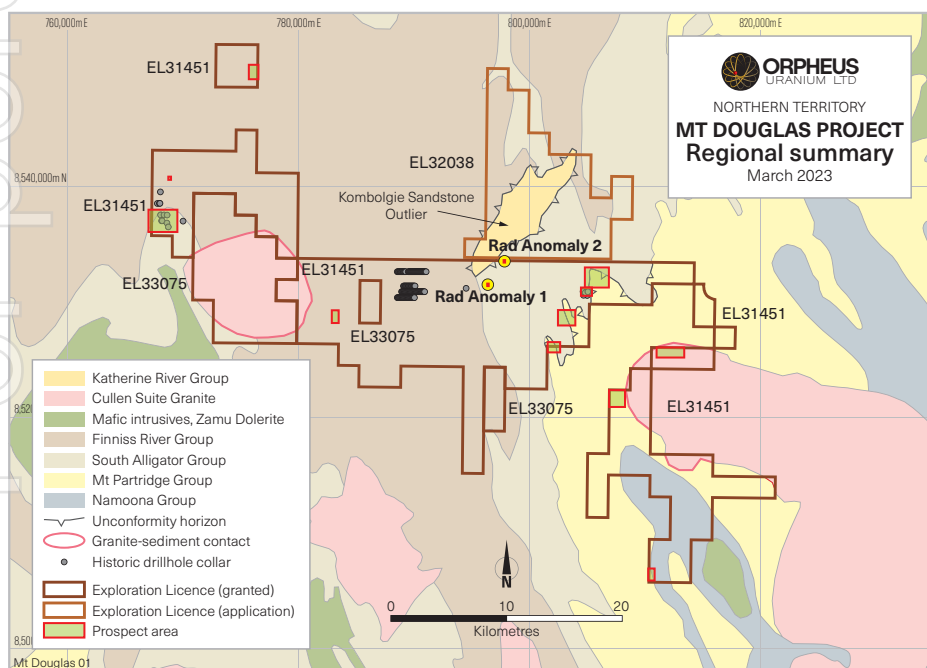 760,000m E
780,000m E
800,000m E
820,000m E
ORPHEUS
URANIUM LTD
NORTHERN TERRITORY
MT DOUGLAS PROJECT
Regional summary
March 2023
EL31451
EL32038
8,540,000m N
Kombolgie Sandstone
Outlier
EL31451
Rad Anomaly 2
EL31451
EL33075
Rad Anomaly 1
EL31451
EL33075
EL33075
EL31451
Katherine River Group
Cullen Suite Granite
Mafic intrusives, Zamu Dolerite
Finniss River Group
South Alligator Group
Mt Partridge Group
Namoona Group
Unconformity horizon
Granite-sediment contact
Historic drillhole collar
Exploration Licence (granted)
Exploration Licence (application)
Prospect area
N
0 10 20
Kilometres
Mt Douglas 01